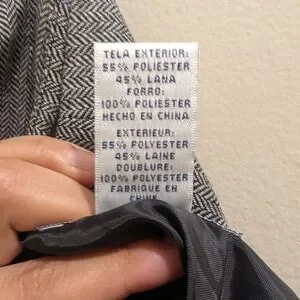 TELA EXTERIOR:
55% POLIESTER
45% LANA
FORRO:
100% POLIESTER
HECHO EN CHINA
EXTERIEUR:
55% POLYESTER
45% LAINE
DOUBLURE:
100% POLYESTER
FABRIQUE EN
CHINE